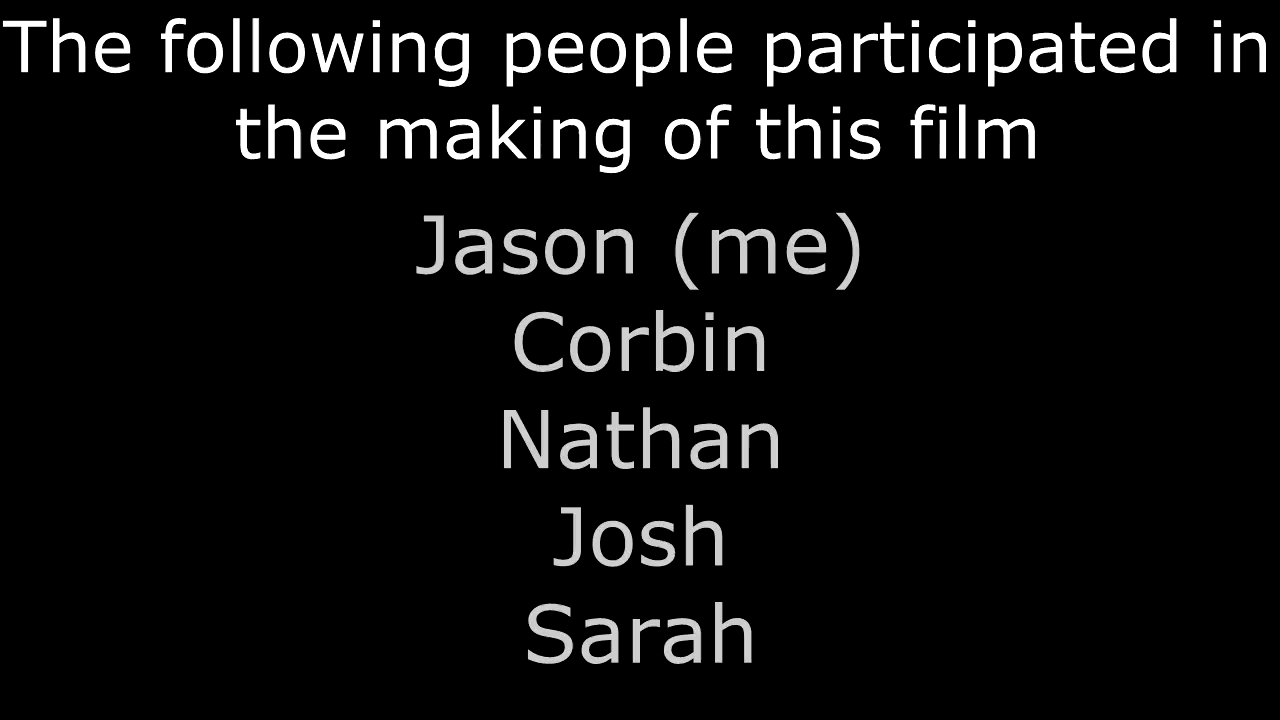 The following people participated in
the making of this film
Jason (me)
Corbin
Nathan
Josh
Sarah